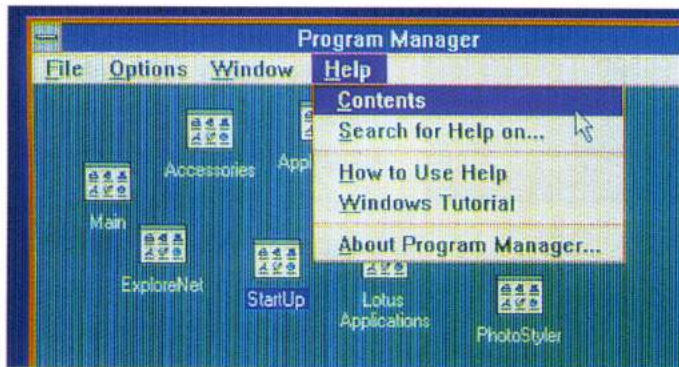 Program Manager
File Options Window Help
Contents
Search for Help on...
How to Use Help
Windows Tutorial
About Program Manager...
Accessories
Main
ExploreNet
StartUp
Lotus
Applications
PhotoStyler